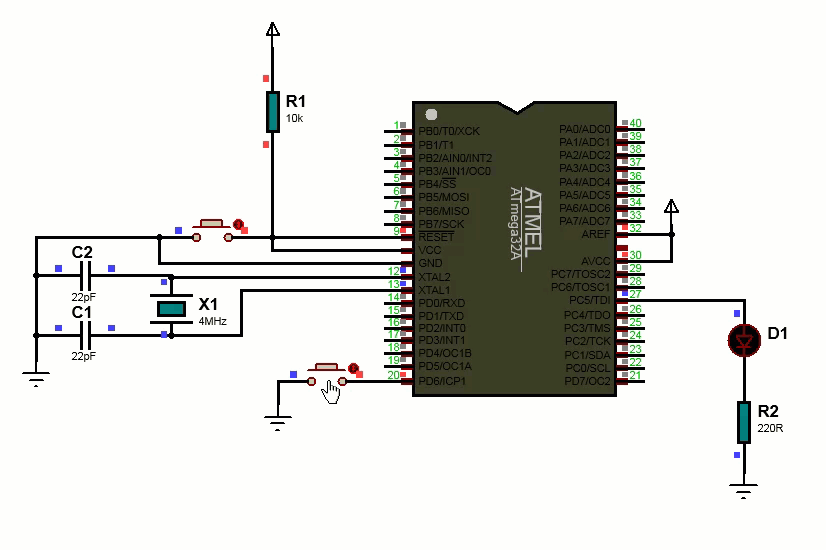 R1
10k
1 PB0/T0/XCK
2 PB1/T1
3 PB2/AIN0/INT2
4 PB3/AIN1/OC0
5 PB4/SS
6 PB5/MOSI
7 PB6/MISO
8 PB7/SCK
9 RESET
VCC
GND
12 XTAL2
13 XTAL1
14 PD0/RXD
15 PD1/TXD
16 PD2/INT0
17 PD3/INT1
18 PD4/OC1B
19 PD5/OC1A
20 PD6/ICP1
ATMEL
ATmega32A
PA0/ADC0 40
PA1/ADC1 39
PA2/ADC2 38
PA3/ADC3 37
PA4/ADC4 36
PA5/ADC5 35
PA6/ADC6 34
PA7/ADC7 33
AREF 32
AVCC 30
PC7/TOSC2 29
PC6/TOSC1 28
PC5/TDI 27
PC4/TDO 26
PC3/TMS 25
PC2/TCK 24
PC1/SDA 23
PC0/SCL 22
PD7/OC2 21
C2
22pF
C1
22pF
X1
4MHz
D1
R2
220R